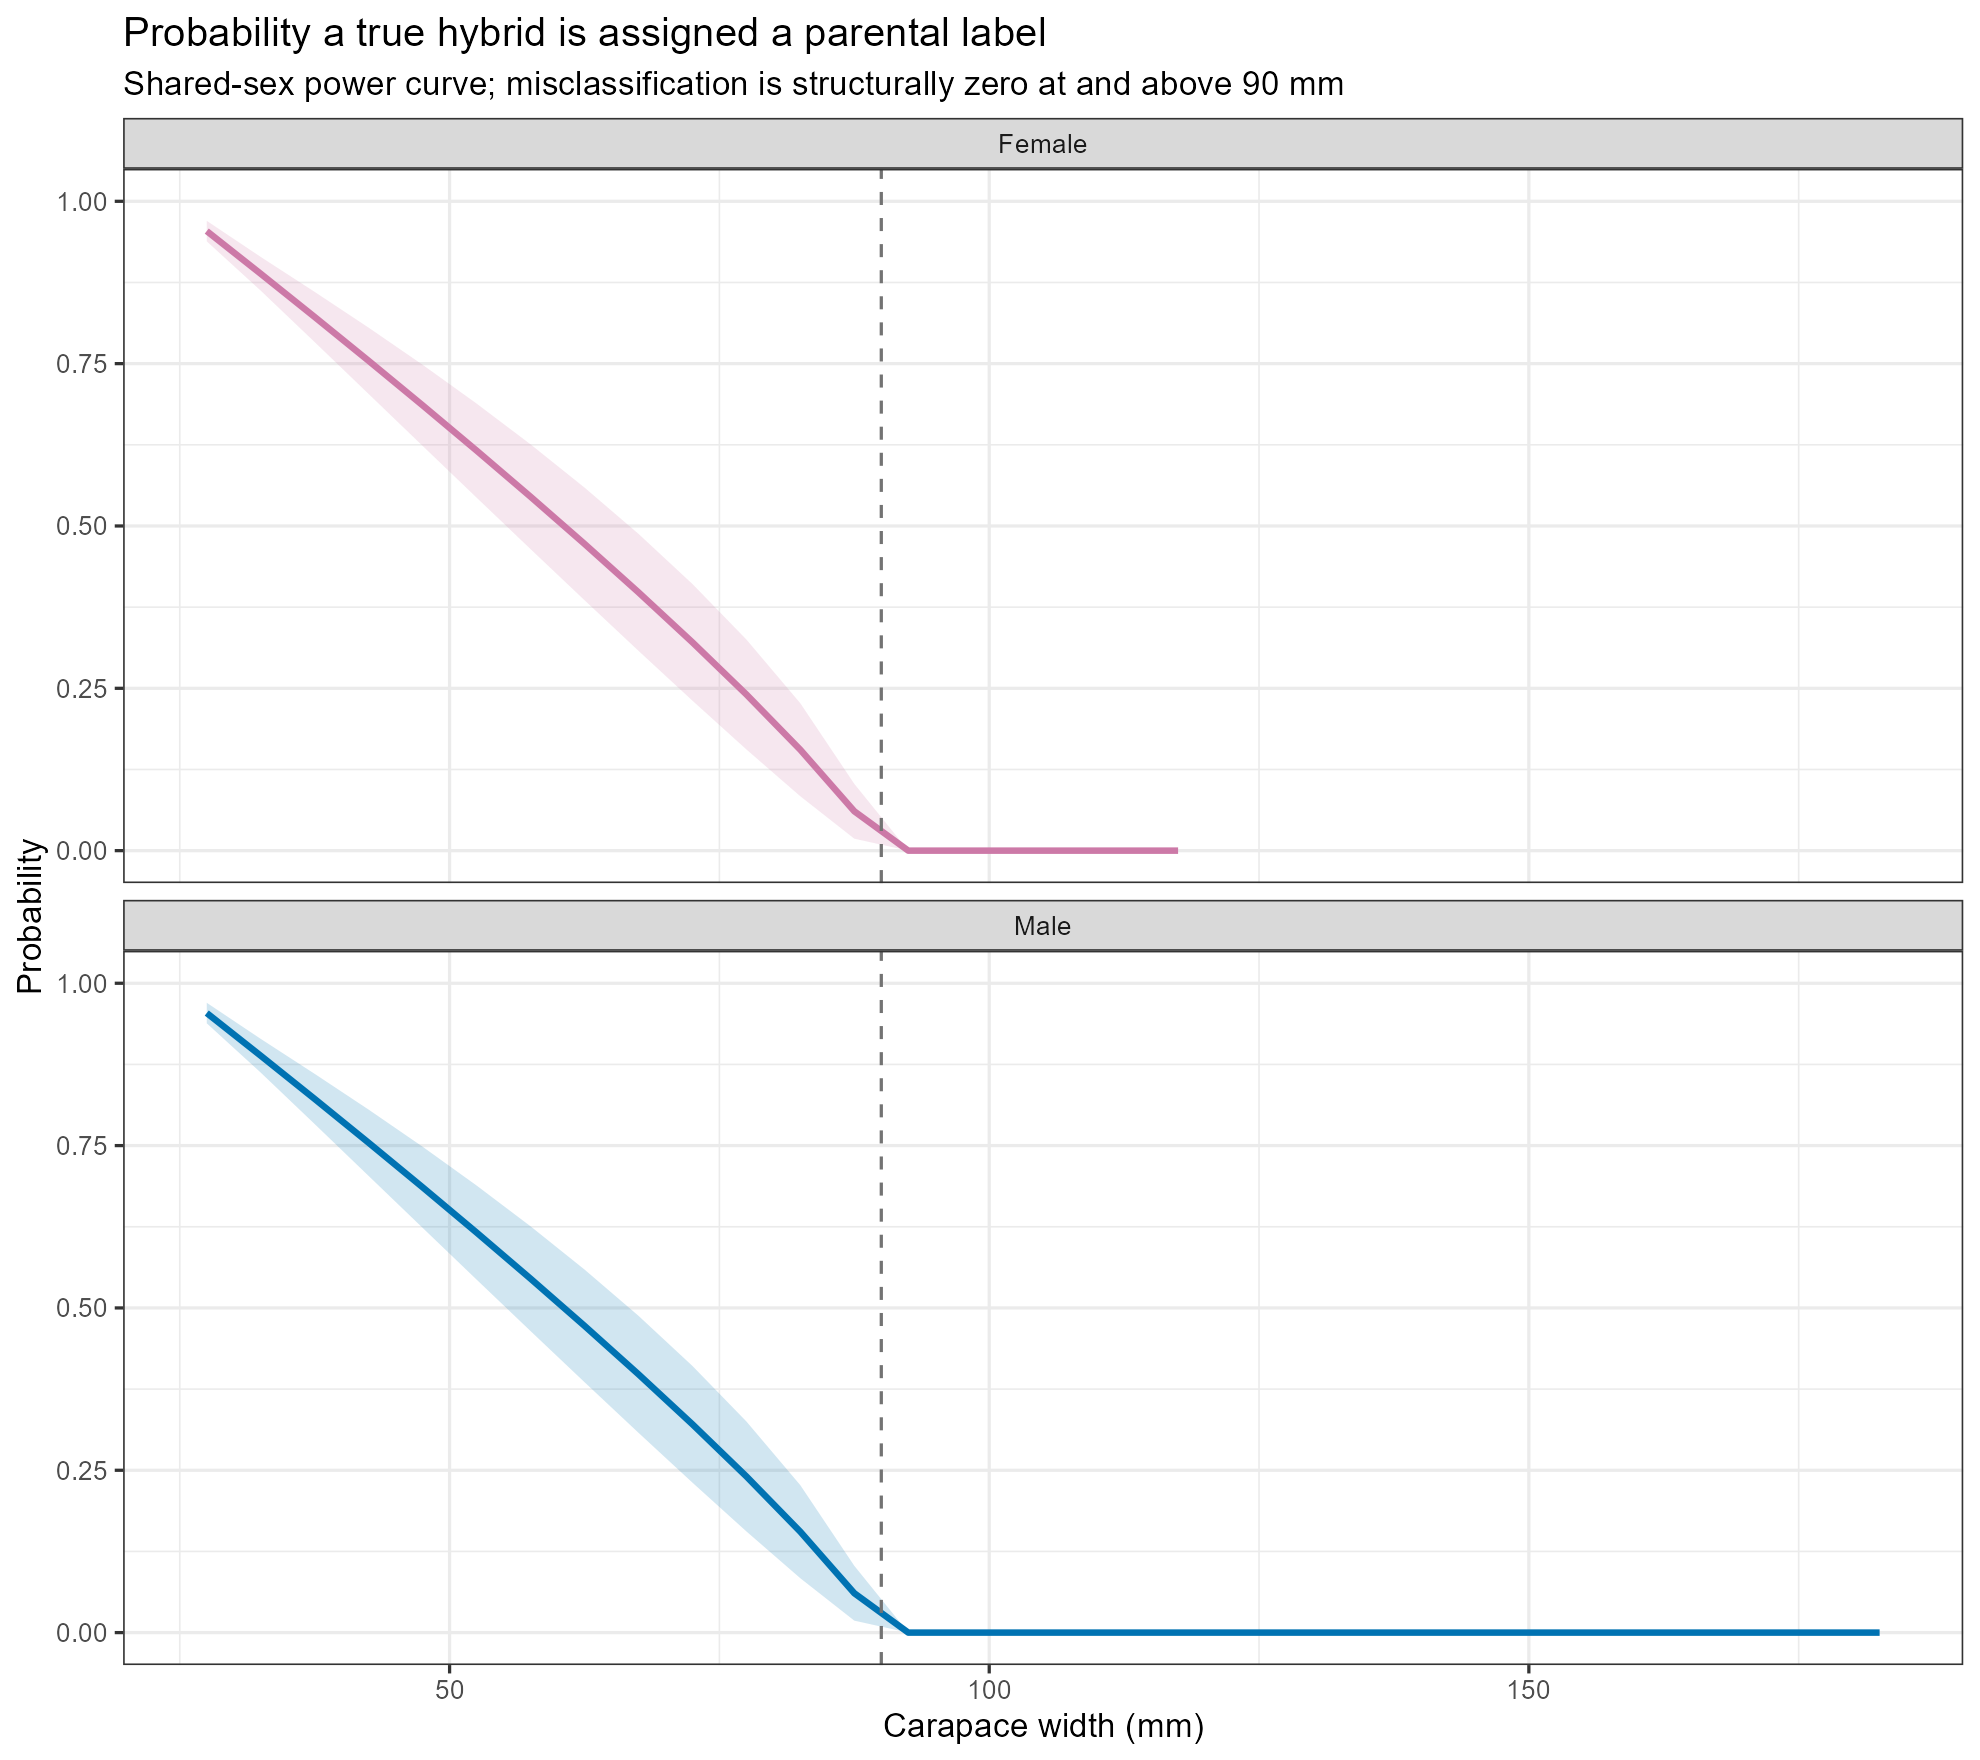 Probability a true hybrid is assigned a parental label
Shared-sex power curve; misclassification is structurally zero at and above 90 mm
Female
1.00
0.75
0.50
0.25
0.00
Probability
Male
1.00
0.75
0.50
0.25
0.00
50 100 150
Carapace width (mm)